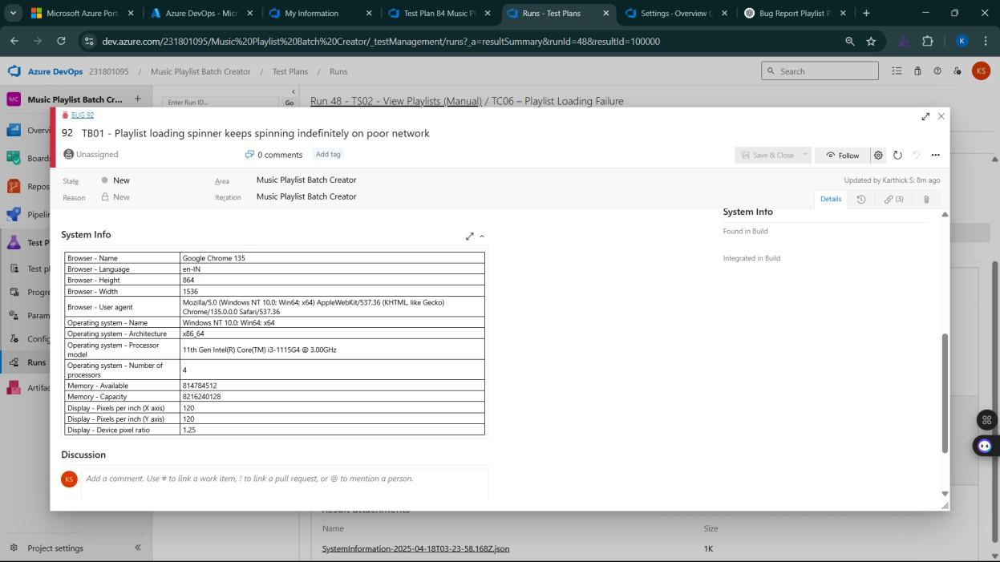 Microsoft Azure Port
Azure DevOps - Micr
My Information
Test Plan 84 Music Pl
Runs - Test Plans
Settings · Overview (
Bug Report Playlist P
dev.azure.com/231801095/Music%20Playlist%20Batch%20Creator/_testManagement/runs?_a=resultSummary&runId=48&resultId=100000
K
Azure DevOps 231801095 / Music Playlist Batch Creator / Test Plans / Runs
Search
KS
MC Music Playlist Batch Cr... +
Enter Run ID...
Go
Run 48 - TS02 - View Playlists (Manual) / TC06 – Playlist Loading Failure
Overvi
Boards
Repos
Pipelin
Test P
Test pl
Progre
Param
Config
Runs
Artifac
Project settings
BUG 92
92 TB01 - Playlist loading spinner keeps spinning indefinitely on poor network
Unassigned
0 comments
Add tag
Save & Close
Follow
State
New
Area
Music Playlist Batch Creator
Updated by Karthick S: 8m ago
Reason
New
Iteration
Music Playlist Batch Creator
Details
(3)
System Info
Found in Build
Integrated in Build
System Info
Browser - Name Google Chrome 135
Browser - Language en-IN
Browser - Height 864
Browser - Width 1536
Browser - User agent Mozilla/5.0 (Windows NT 10.0; Win64; x64) AppleWebKit/537.36 (KHTML, like Gecko)
Chrome/135.0.0.0 Safari/537.36
Operating system - Name Windows NT 10.0; Win64; x64
Operating system - Architecture x86_64
Operating system - Processor
model 11th Gen Intel(R) Core(TM) i3-1115G4 @ 3.00GHz
Operating system - Number of
processors 4
Memory - Available 814784512
Memory - Capacity 8216240128
Display - Pixels per inch (X axis) 120
Display - Pixels per inch (Y axis) 120
Display - Device pixel ratio 1.25
Discussion
KS
Add a comment. Use # to link a work item, ! to link a pull request, or @ to mention a person.
Name
Size
SystemInformation-2025-04-18T03-23-58.168Z.json
1K